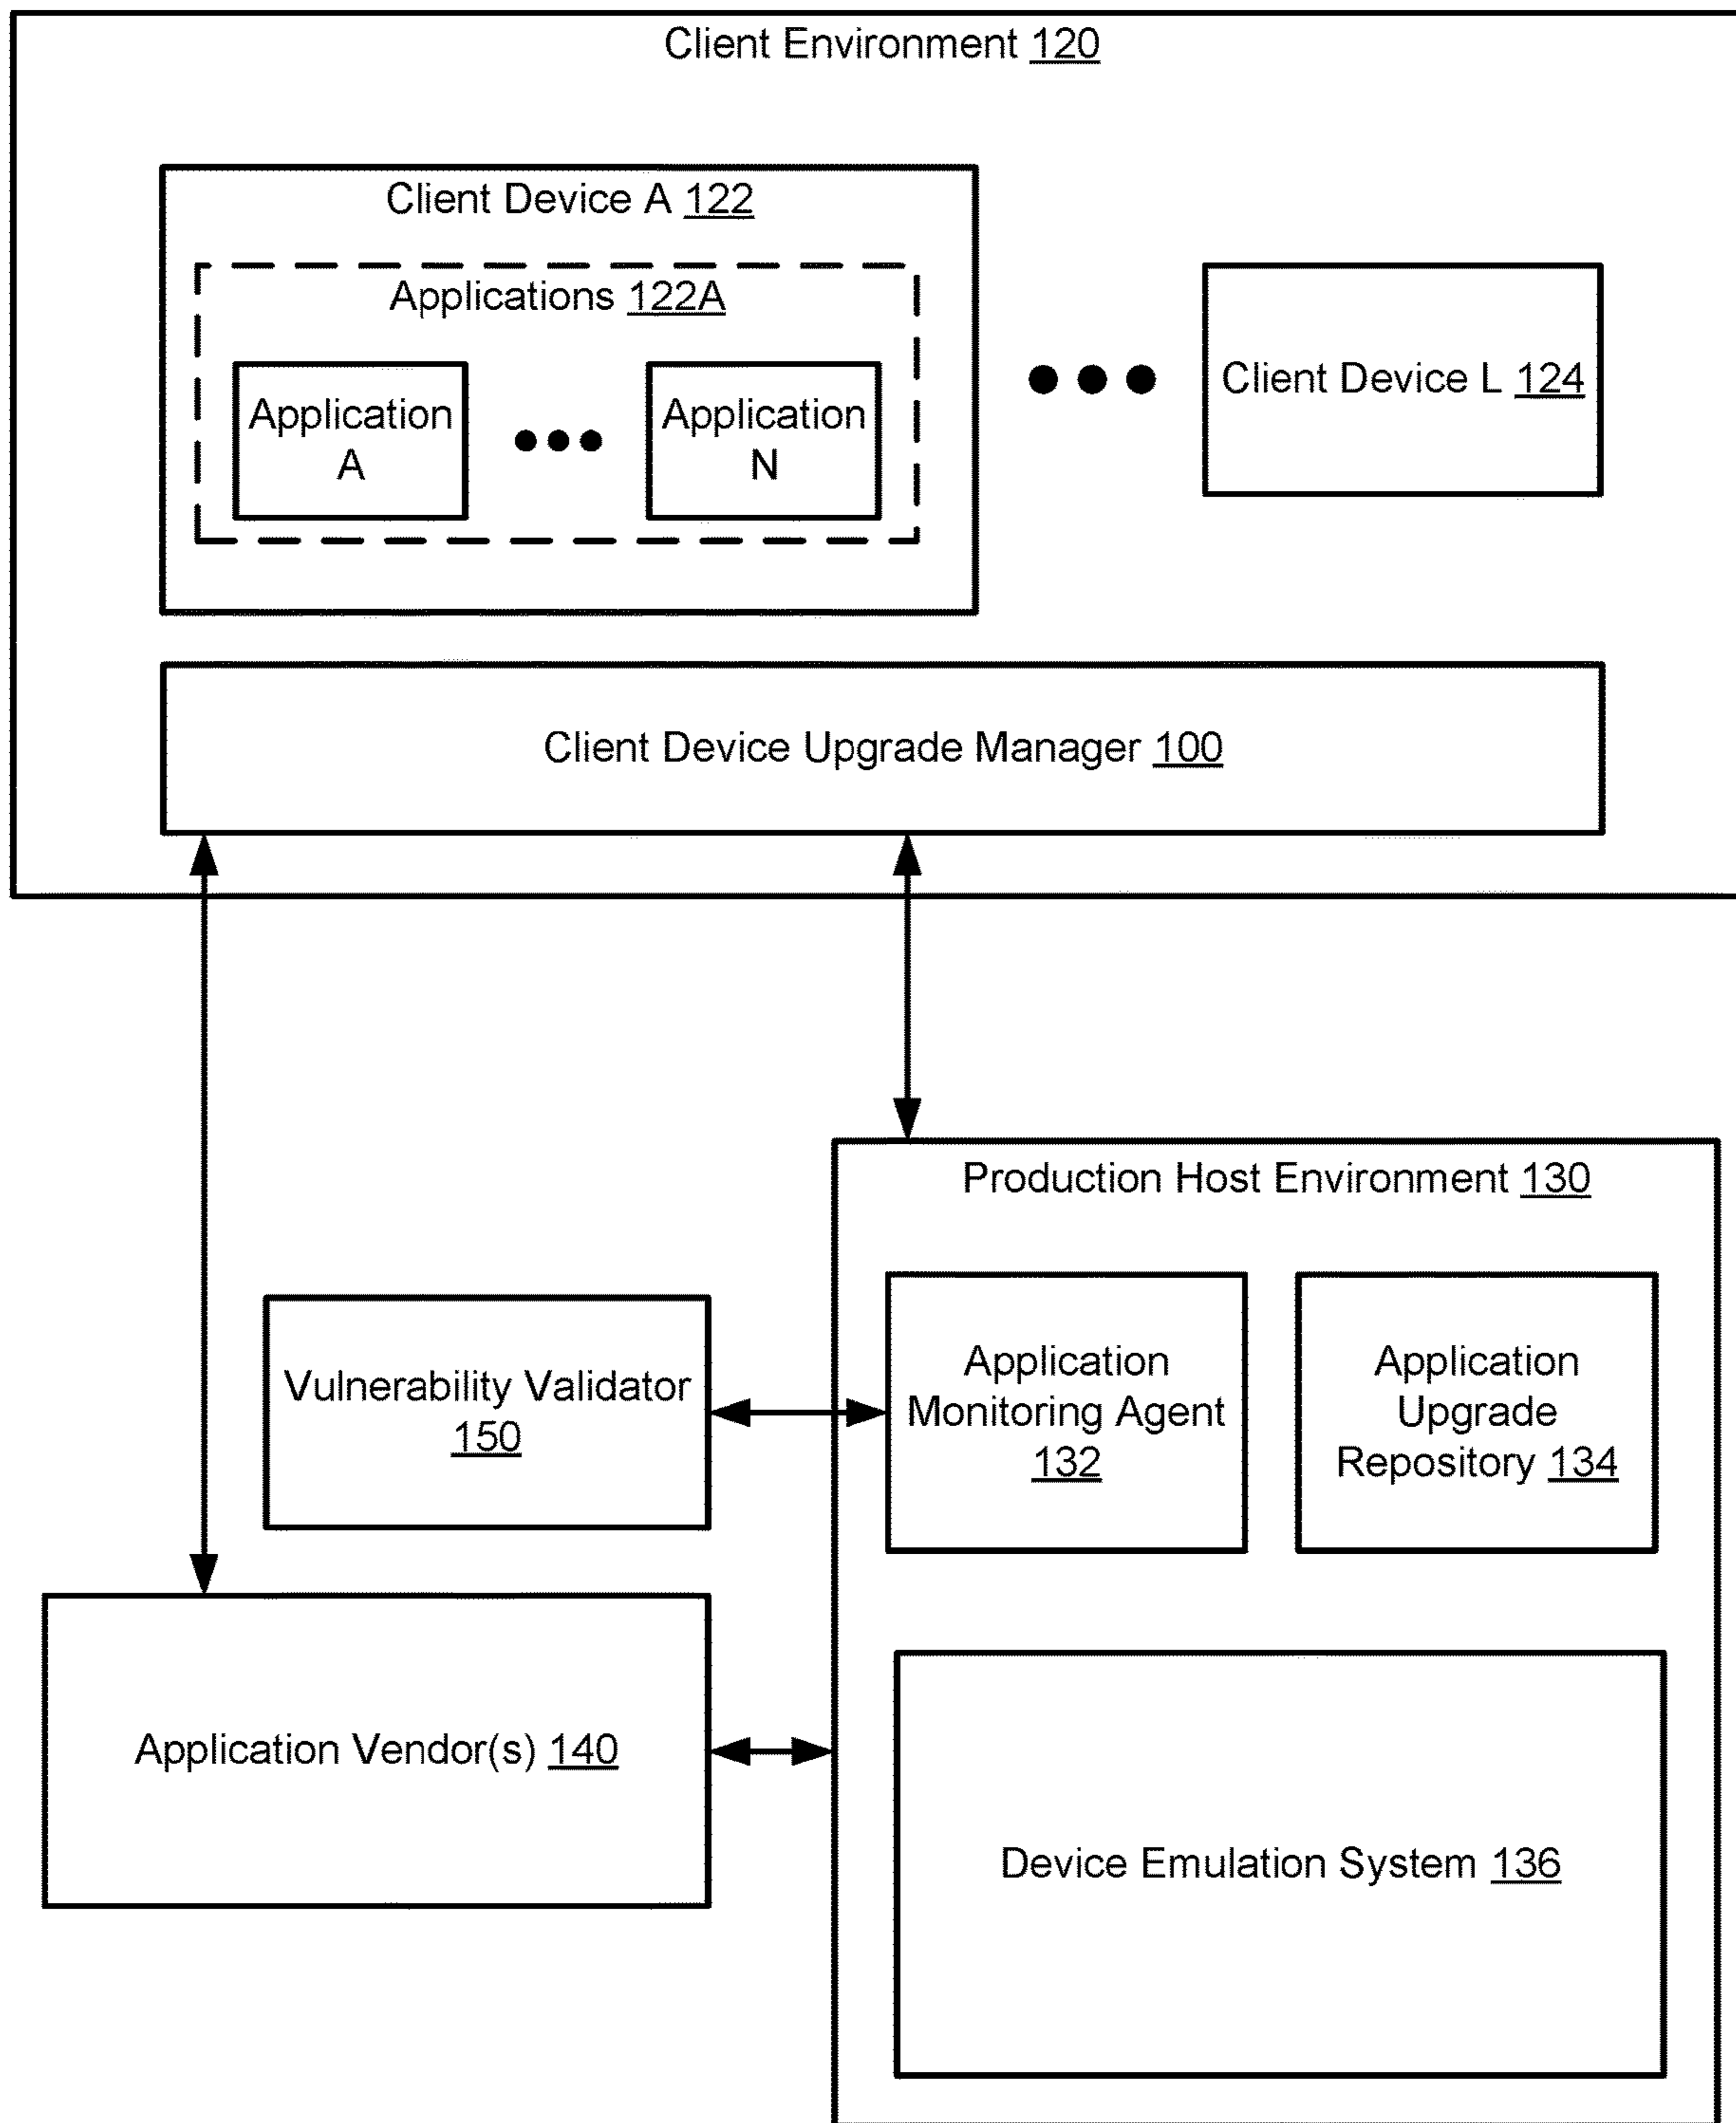 Client Environment 120
Client Device A 122
Applications 122A
Application
A
Application
N
Client Device L 124
Client Device Upgrade Manager 100
Production Host Environment 130
Vulnerability Validator
150
Application
Monitoring Agent
132
Application
Upgrade
Repository 134
Application Vendor(s) 140
Device Emulation System 136